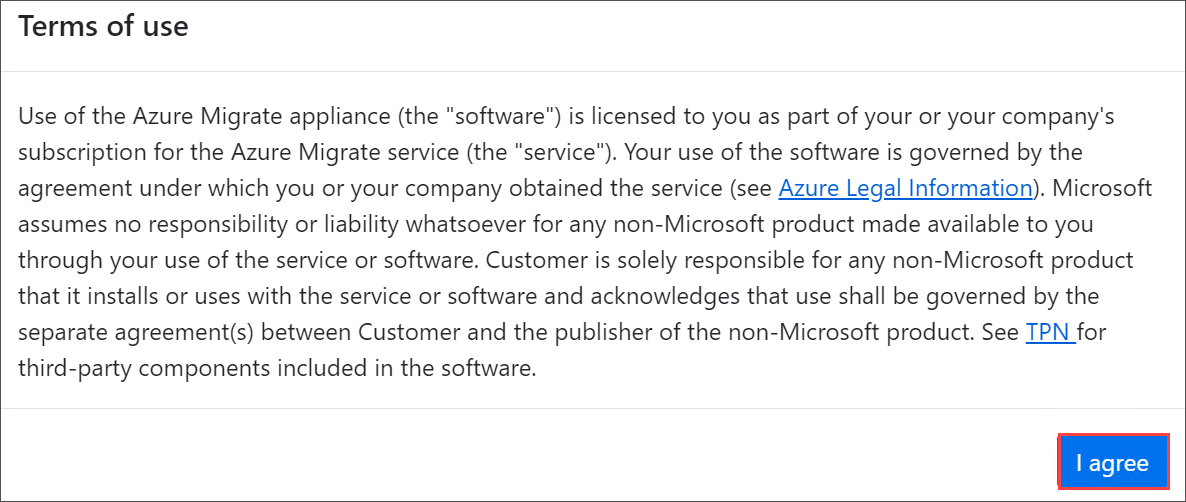 Terms of use
Use of the Azure Migrate appliance (the "software") is licensed to you as part of your or your company's
subscription for the Azure Migrate service (the "service"). Your use of the software is governed by the
agreement under which you or your company obtained the service (see Azure Legal Information). Microsoft
assumes no responsibility or liability whatsoever for any non-Microsoft product made available to you
through your use of the service or software. Customer is solely responsible for any non-Microsoft product
that it installs or uses with the service or software and acknowledges that use shall be governed by the
separate agreement(s) between Customer and the publisher of the non-Microsoft product. See TPN for
third-party components included in the software.
I agree